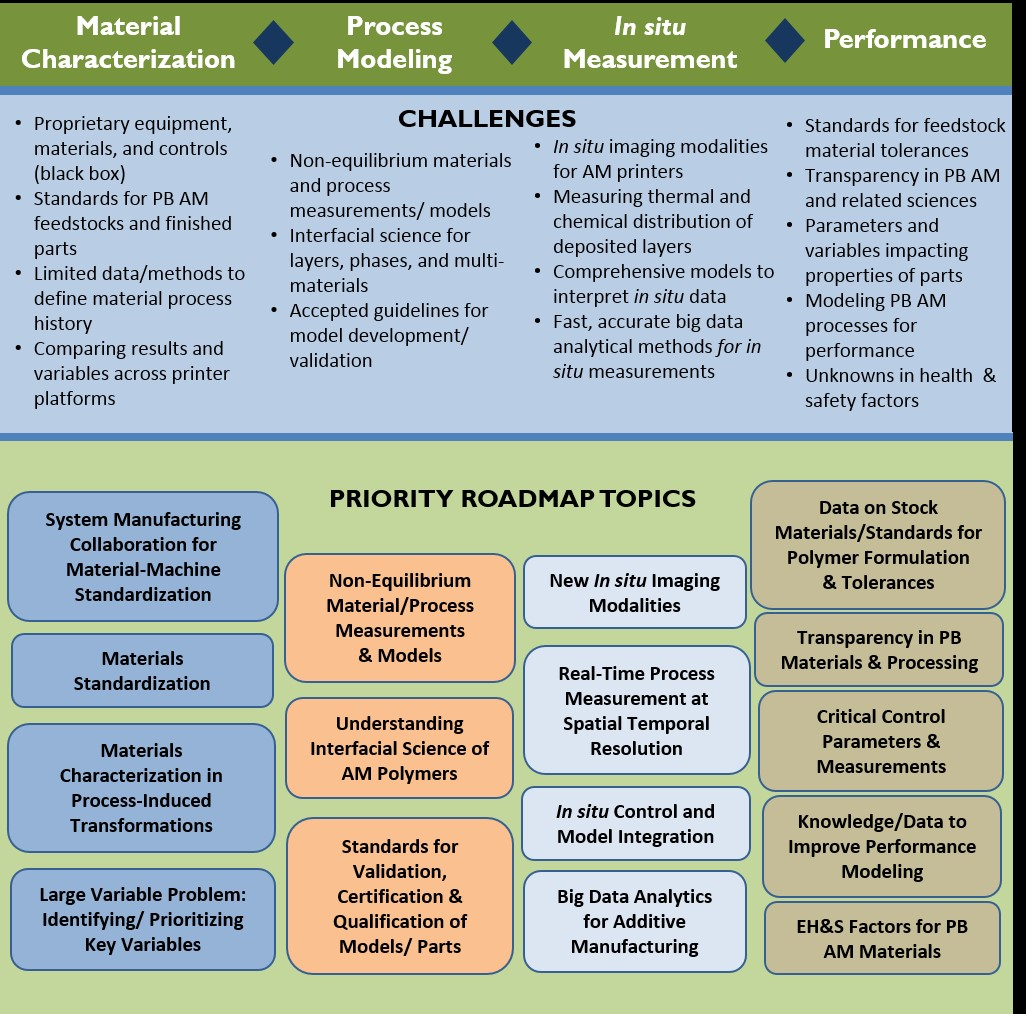 Material
Characterization
Process
Modeling
In situ
Measurement
Performance
CHALLENGES
• Proprietary equipment,
materials, and controls
(black box)
• Standards for PB AM
feedstocks and finished
parts
• Limited data/methods to
define material process
history
• Comparing results and
variables across printer
platforms
• Non-equilibrium materials
and process
measurements/ models
• Interfacial science for
layers, phases, and multi-
materials
• Accepted guidelines for
model development/
validation
• In situ imaging modalities
for AM printers
• Measuring thermal and
chemical distribution of
deposited layers
• Comprehensive models to
interpret in situ data
• Fast, accurate big data
analytical methods for in
situ measurements
• Standards for feedstock
material tolerances
• Transparency in PB AM
and related sciences
• Parameters and
variables impacting
properties of parts
• Modeling PB AM
processes for
performance
• Unknowns in health &
safety factors
PRIORITY ROADMAP TOPICS
System Manufacturing
Collaboration for
Material-Machine
Standardization
Materials
Standardization
Materials
Characterization in
Process-Induced
Transformations
Large Variable Problem:
Identifying/ Prioritizing
Key Variables
Non-Equilibrium
Material/Process
Measurements
& Models
Understanding
Interfacial Science of
AM Polymers
Standards for
Validation,
Certification &
Qualification of
Models/ Parts
New In situ Imaging
Modalities
Real-Time Process
Measurement at
Spatial Temporal
Resolution
In situ Control and
Model Integration
Big Data Analytics
for Additive
Manufacturing
Data on Stock
Materials/Standards for
Polymer Formulation
& Tolerances
Transparency in PB
Materials & Processing
Critical Control
Parameters &
Measurements
Knowledge/Data to
Improve Performance
Modeling
EH&S Factors for PB
AM Materials